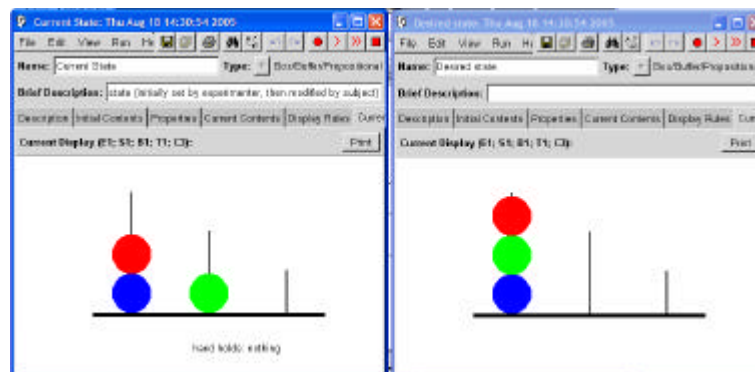 Current State: Thu Aug 18 14:30:54 2005
File Edit View Run He
Name: Current State Type: Box/Buffer/Propositional
Brief Description: state (initially set by experimenter, then modified by subject)
Description Initial Contents Properties Current Contents Display Rules Curren
Current Display (E1; S1; B1; T1; C3): Print
hand holds: nothing
Desired state: Thu Aug 18 14:30:54 2005
File Edit View Run He
Name: Desired state Type: Box/Buffer/Proposition
Brief Description:
Description Initial Contents Properties Current Contents Display Rules Curr
Current Display (E1; S1; B1; T1; C3): Print